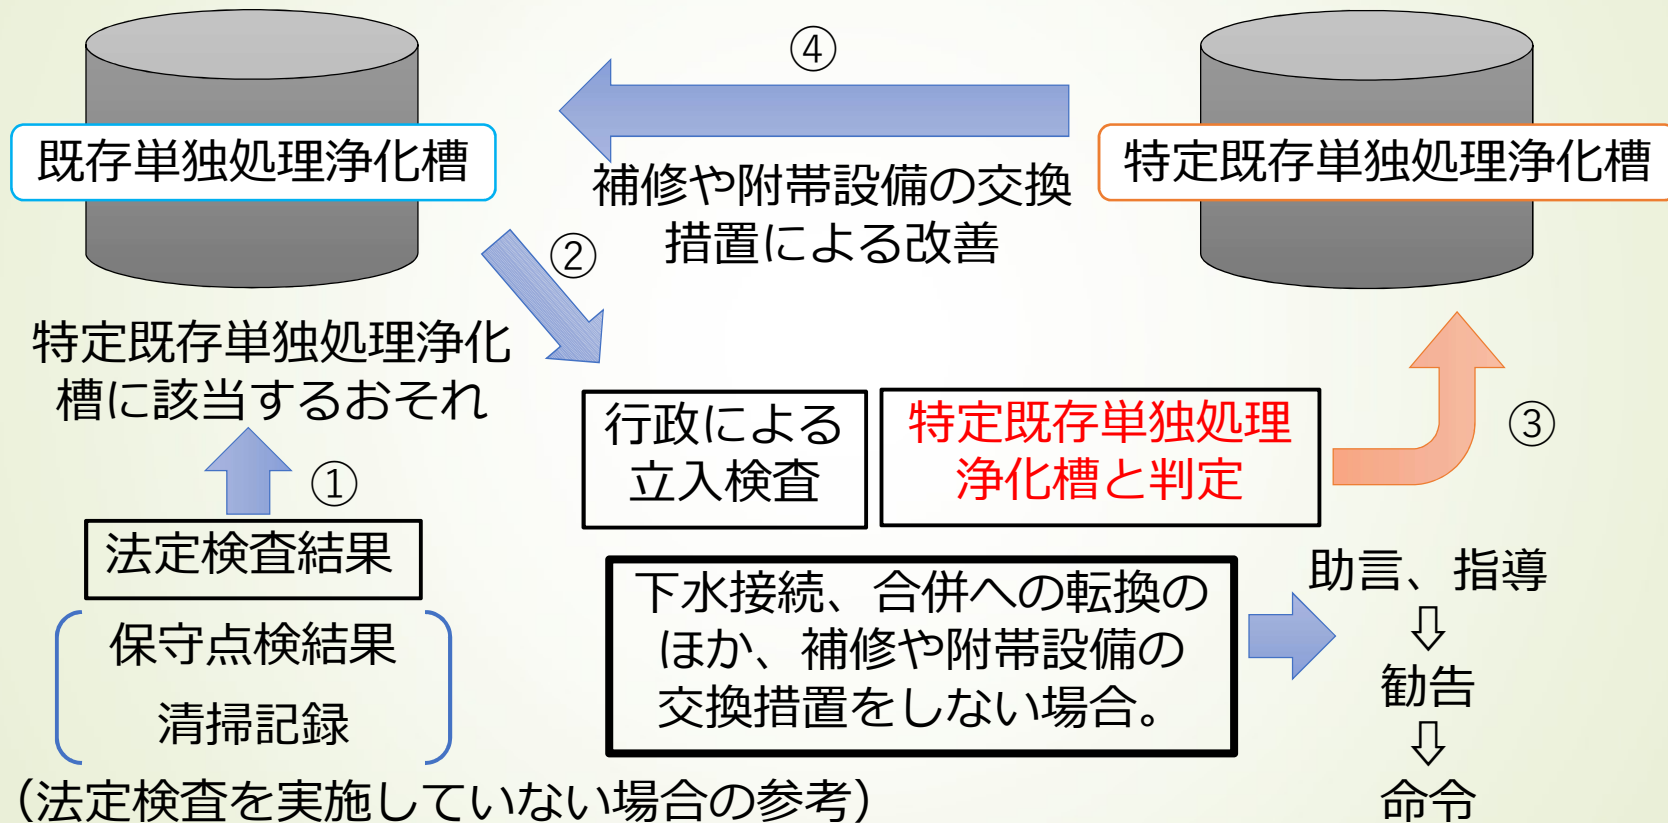 ④
既存単独処理浄化槽
特定既存単独処理浄化槽
補修や附帯設備の交換
措置による改善
②
特定既存単独処理浄化
槽に該当するおそれ
①
法定検査結果
保守点検結果
清掃記録
（法定検査を実施していない場合の参考）
行政による
立入検査
特定既存単独処理
浄化槽と判定
③
下水接続、合併への転換の
ほか、補修や附帯設備の
交換措置をしない場合。
助言、指導
⇩
勧告
⇩
命令